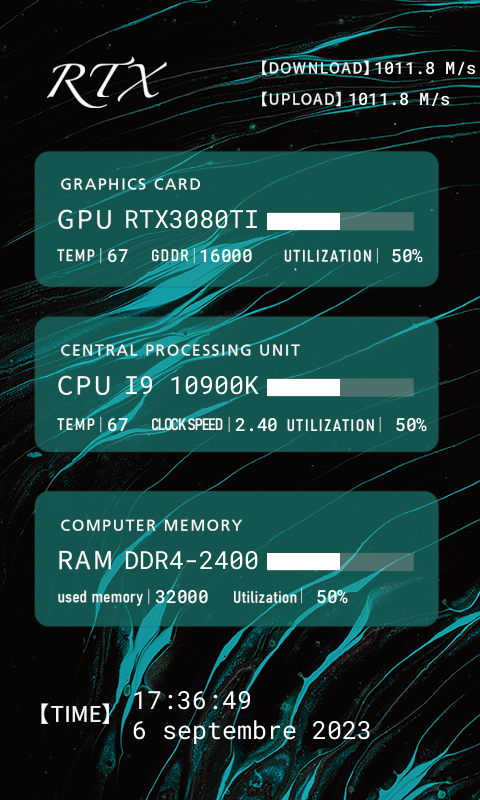 RTX
【DOWNLOAD】1011.8 M/s
【UPLOAD】1011.8 M/s
GRAPHICS CARD
GPU RTX3080TI
TEMP|67 GDDR|16000 UTILIZATION| 50%
CENTRAL PROCESSING UNIT
CPU I9 10900K
TEMP|67 CLOCK SPEED|2.40 UTILIZATION| 50%
COMPUTER MEMORY
RAM DDR4-2400
used memory|32000 Utilization| 50%
【TIME】 17:36:49
6 septembre 2023